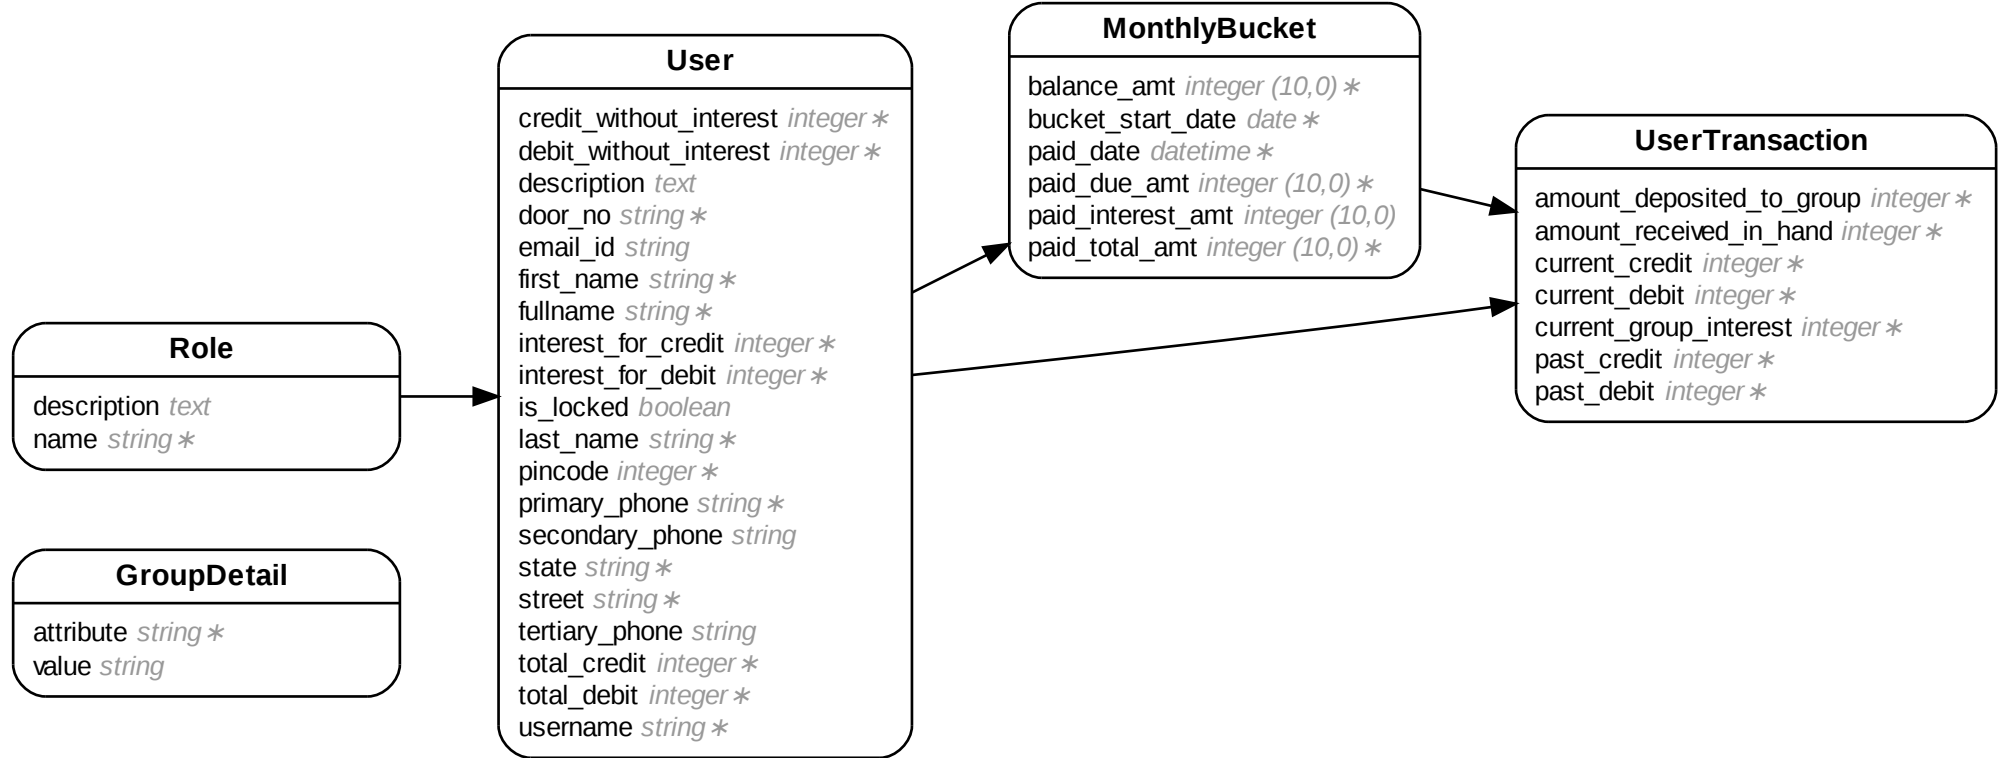 Role
description text
name string ∗
GroupDetail
attribute string ∗
value string
User
credit_without_interest integer ∗
debit_without_interest integer ∗
description text
door_no string ∗
email_id string
first_name string ∗
fullname string ∗
interest_for_credit integer ∗
interest_for_debit integer ∗
is_locked boolean
last_name string ∗
pincode integer ∗
primary_phone string ∗
secondary_phone string
state string ∗
street string ∗
tertiary_phone string
total_credit integer ∗
total_debit integer ∗
username string ∗
MonthlyBucket
balance_amt integer (10,0) ∗
bucket_start_date date ∗
paid_date datetime ∗
paid_due_amt integer (10,0) ∗
paid_interest_amt integer (10,0)
paid_total_amt integer (10,0) ∗
UserTransaction
amount_deposited_to_group integer ∗
amount_received_in_hand integer ∗
current_credit integer ∗
current_debit integer ∗
current_group_interest integer ∗
past_credit integer ∗
past_debit integer ∗